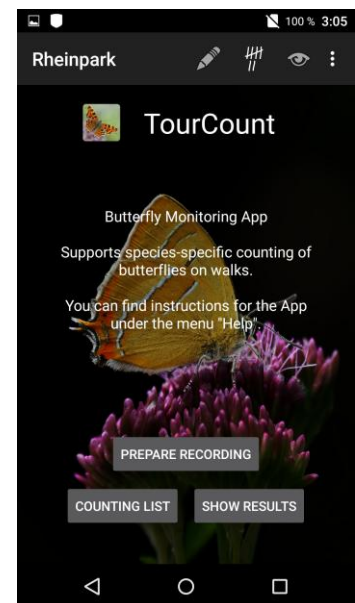 100 % 3:05
Rheinpark
TourCount
Butterfly Monitoring App
Supports species-specific counting of
butterflies on walks.
You can find instructions for the App
under the menu "Help".
PREPARE RECORDING
COUNTING LIST SHOW RESULTS